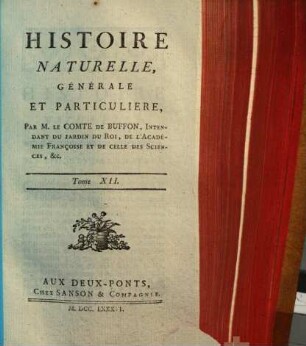 HISTOIRE
NATURELLE,
GÉNÉRALE
ET PARTICULIERE,
PAR M. LE COMTE DE BUFFON, INTEN-
DANT DU JARDIN DU ROI, DE L'ACADÉ-
MIE FRANÇOISE ET DE CELLE DES SCIEN-
CES, &c.
Tome XII.
AUX DEUX-PONTS,
CHEZ SANSON & COMPAGNIE.
M. DCC.